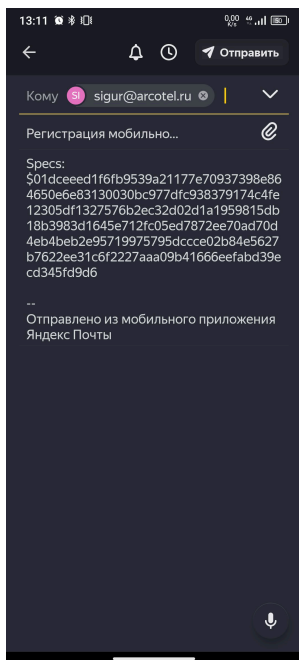 13:11
0,00 4G
K/s
Отправить
Кому SI sigur@arcotel.ru
Регистрация мобильно...
Specs:
$01dceeed1f6fb9539a21177e70937398e86
4650e6e83130030bc977dfc938379174c4fe
12305df1327576b2ec32d02d1a1959815db
18b3983d1645e712fc05ed7872ee70ad70d
4eb4beb2e95719975795dccce02b84e5627
b7622ee31c6f2227aaa09b41666eefabd39e
cd345fd9d6
--
Отправлено из мобильного приложения
Яндекс Почты